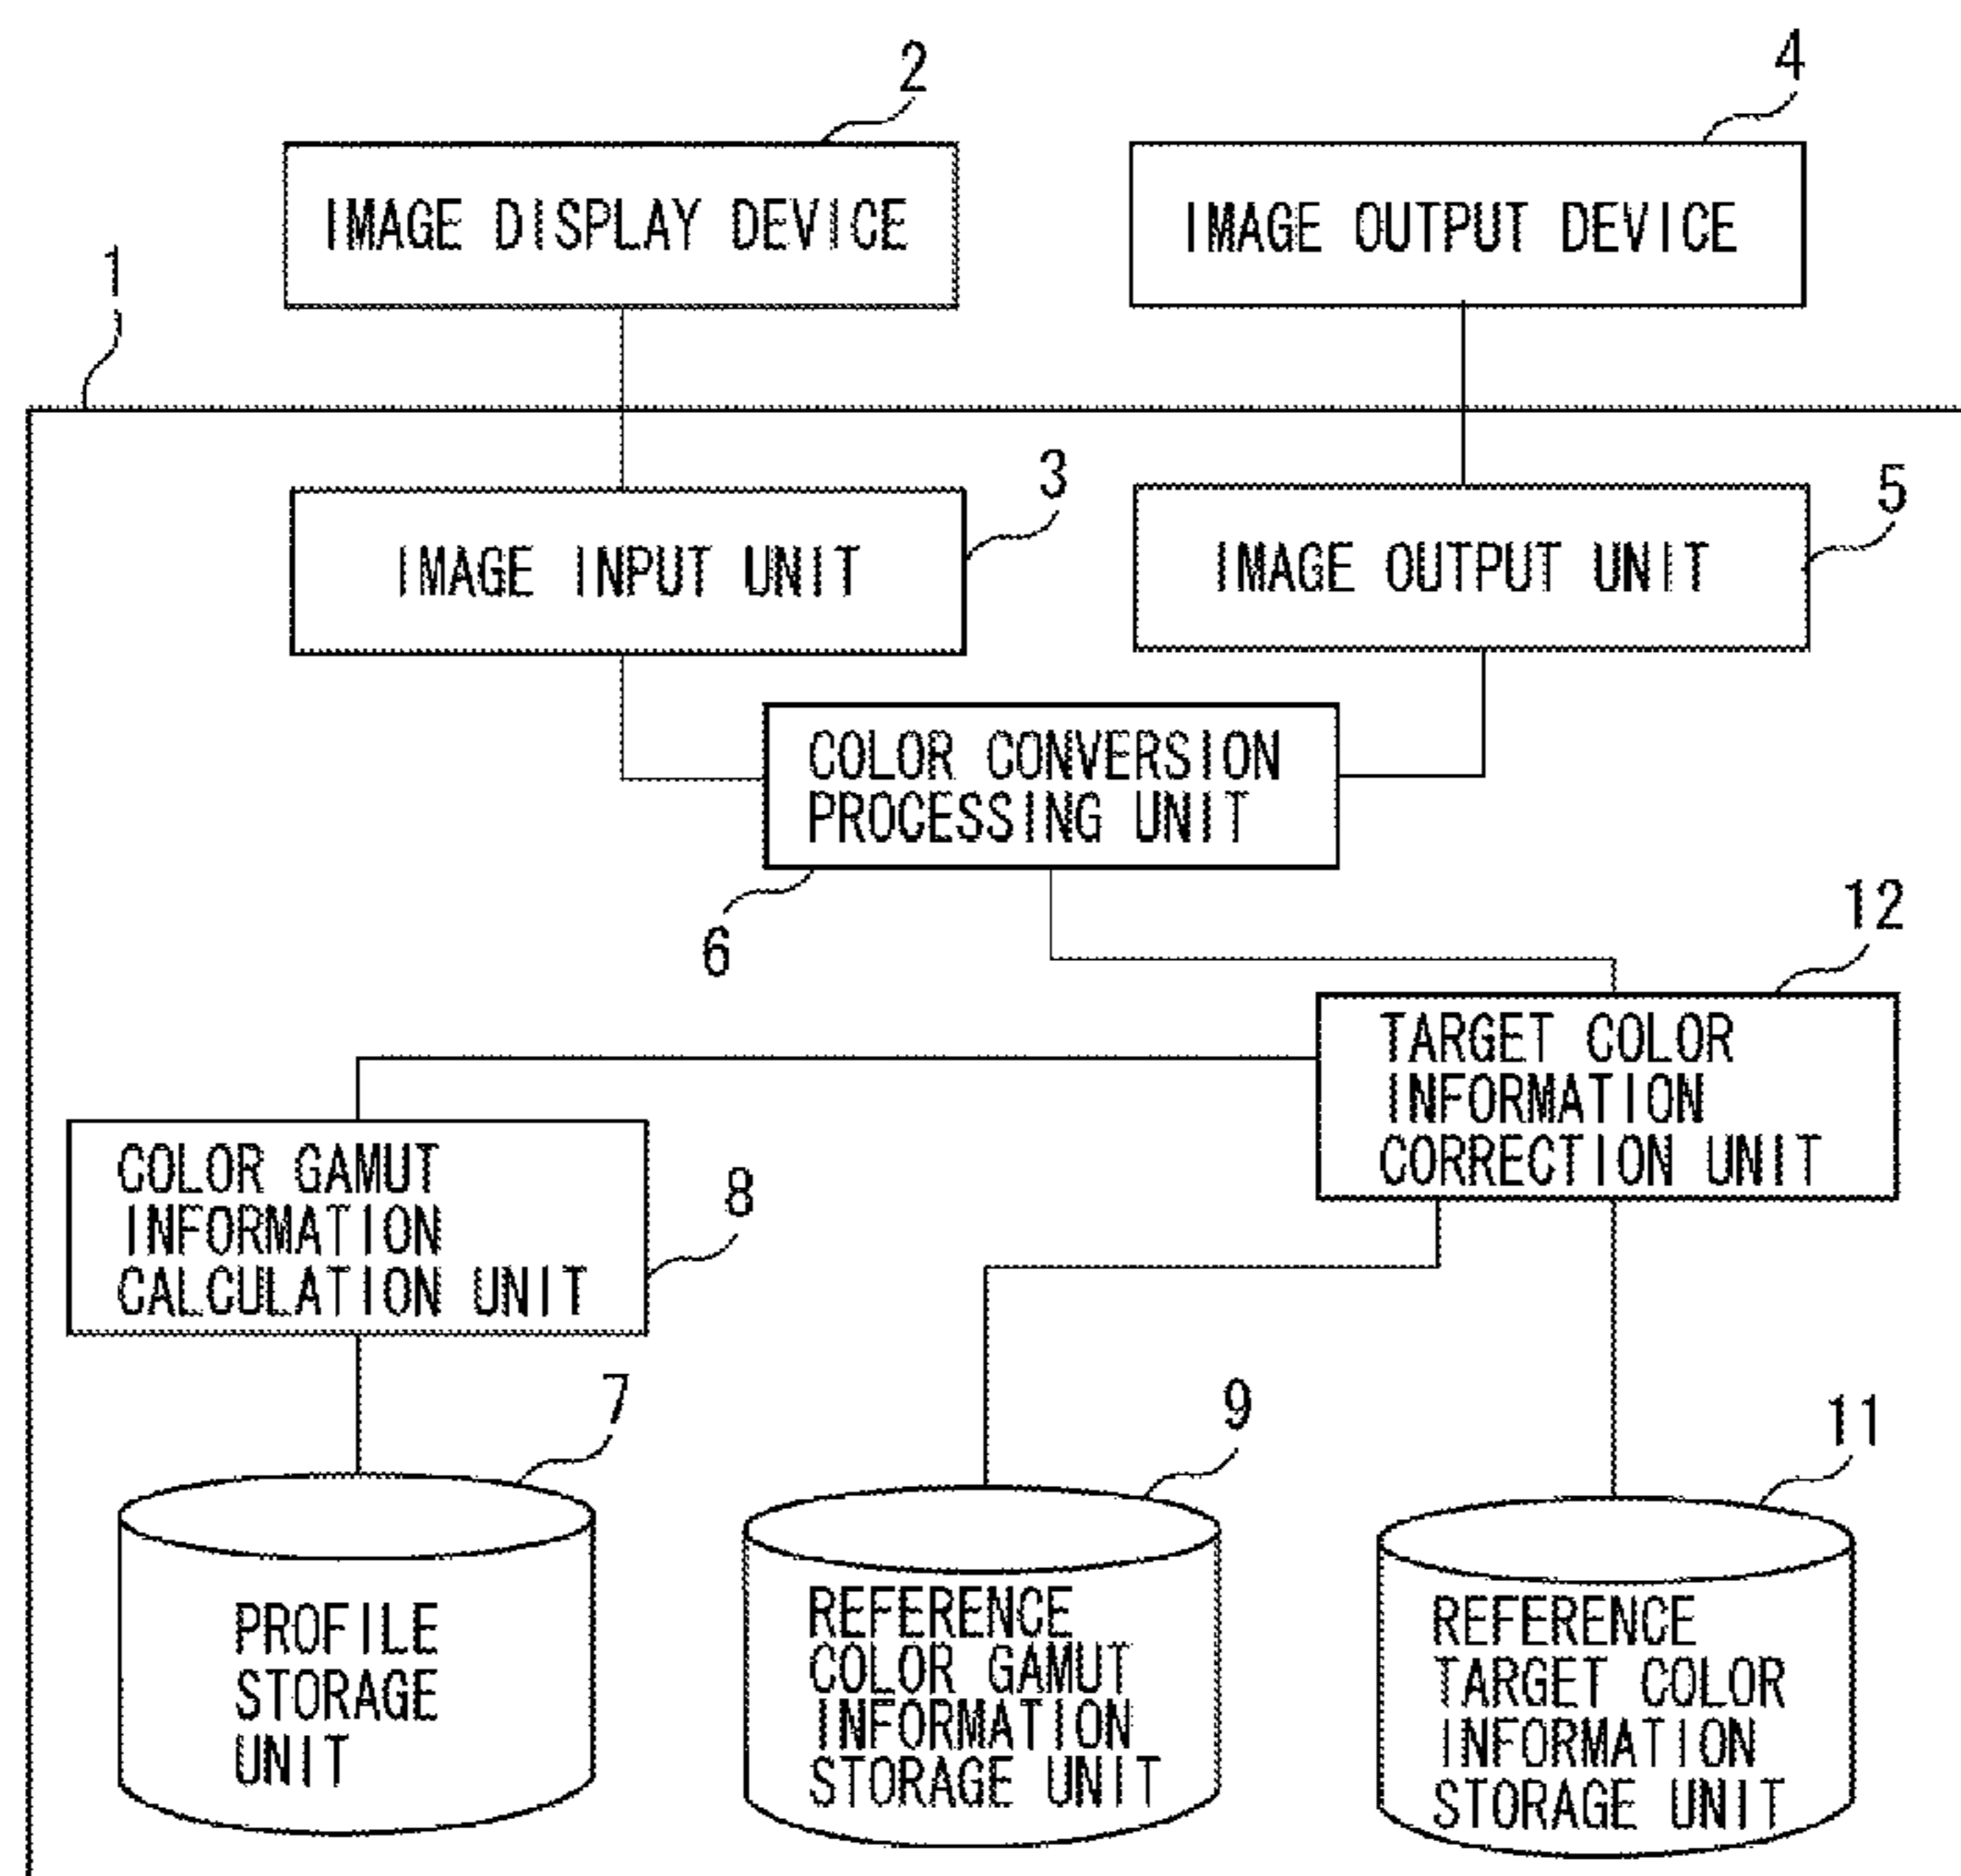 2
4
IMAGE DISPLAY DEVICE
IMAGE OUTPUT DEVICE
1
3
5
IMAGE INPUT UNIT
IMAGE OUTPUT UNIT
COLOR CONVERSION
PROCESSING UNIT
6
12
TARGET COLOR
INFORMATION
CORRECTION UNIT
COLOR GAMUT
INFORMATION
CALCULATION UNIT
8
7
9
11
PROFILE
STORAGE
UNIT
REFERENCE
COLOR GAMUT
INFORMATION
STORAGE UNIT
REFERENCE
TARGET COLOR
INFORMATION
STORAGE UNIT